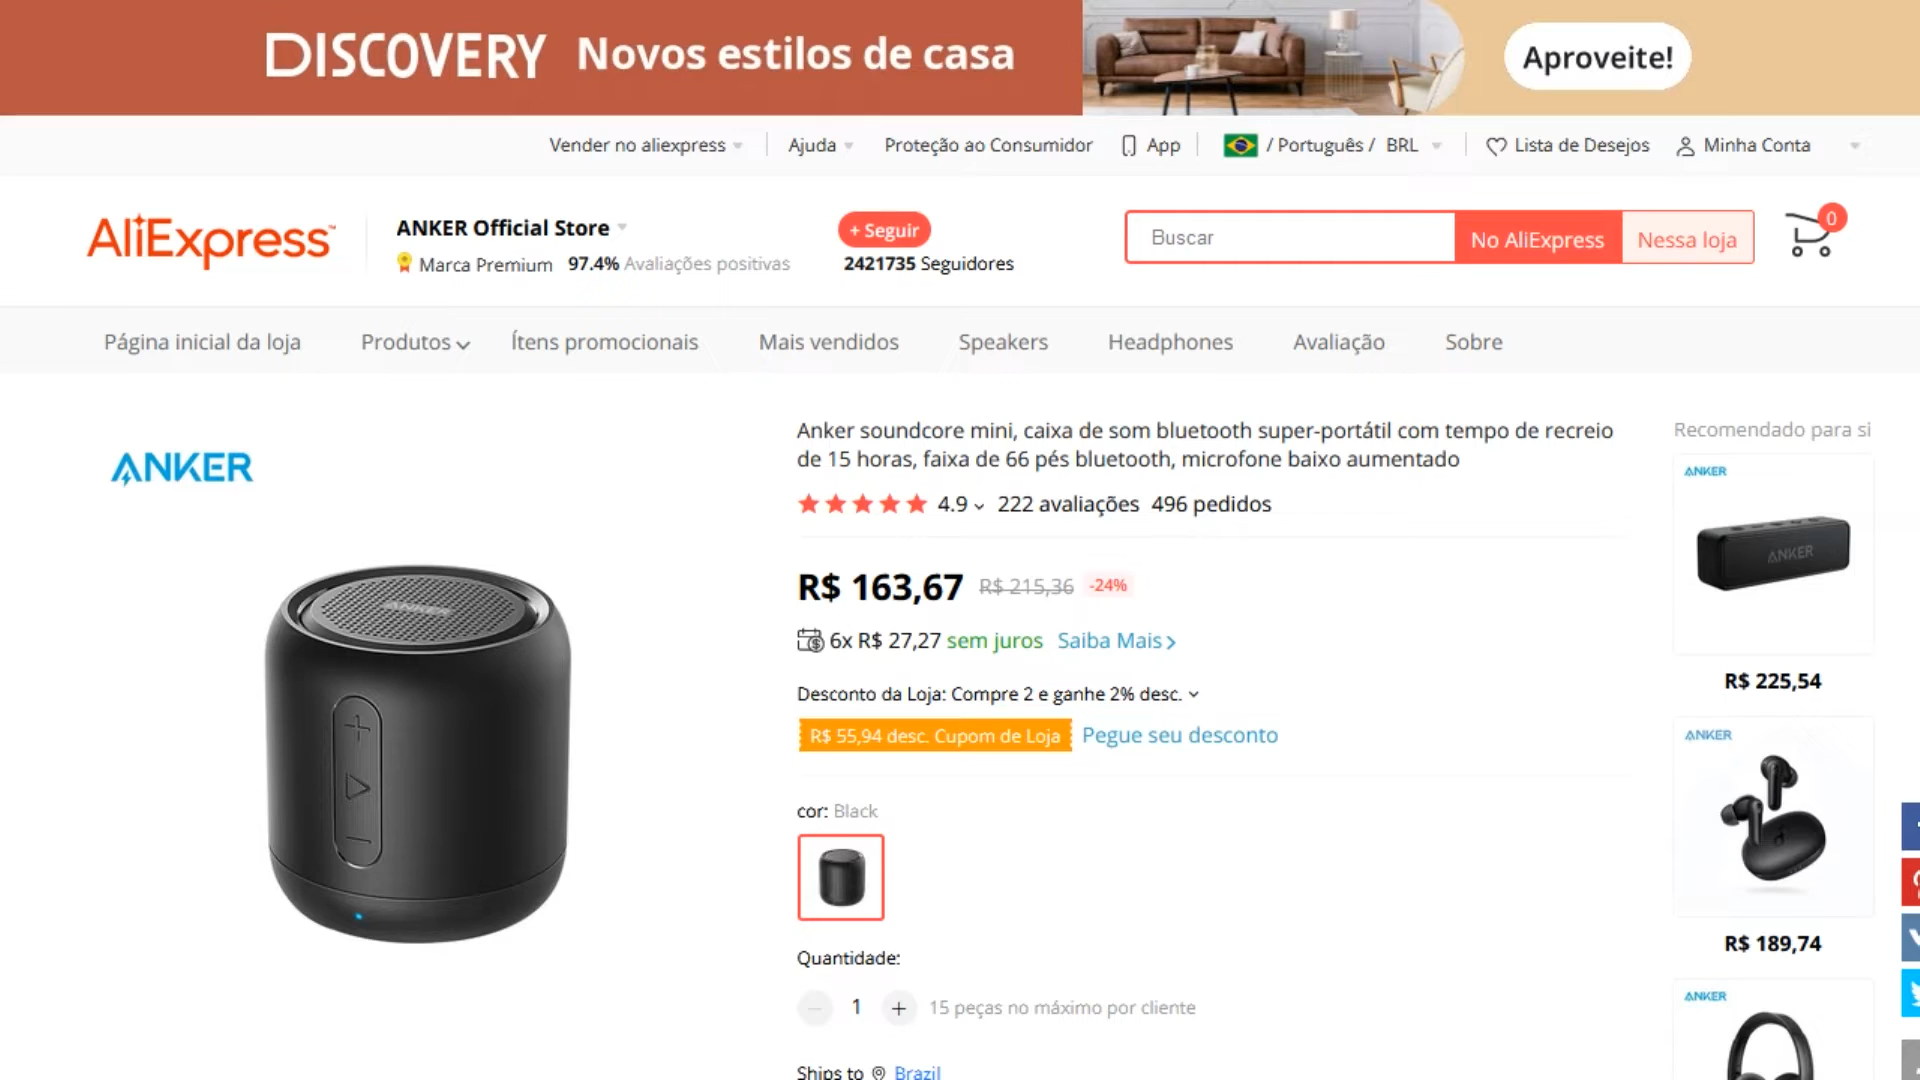 DISCOVERY Novos estilos de casa Aproveite!
Vender no aliexpress Ajuda Proteção ao Consumidor App / Português / BRL Lista de Desejos Minha Conta
AliExpress™
ANKER Official Store
Marca Premium 97.4% Avaliações positivas
+ Seguir
2421735 Seguidores
Buscar No AliExpress Nessa loja
0
Página inicial da loja Produtos Ítens promocionais Mais vendidos Speakers Headphones Avaliação Sobre
ANKER
ANKER
Anker soundcore mini, caixa de som bluetooth super-portátil com tempo de recreio
de 15 horas, faixa de 66 pés bluetooth, microfone baixo aumentado
4.9 222 avaliações 496 pedidos
R$ 163,67 R$ 215,36 -24%
6x R$ 27,27 sem juros Saiba Mais
Desconto da Loja: Compre 2 e ganhe 2% desc.
R$ 55,94 desc. Cupom de Loja Pegue seu desconto
cor: Black
Quantidade:
1 15 peças no máximo por cliente
Ships to Brazil
Recomendado para si
ANKER
ANKER
R$ 225,54
ANKER
R$ 189,74
ANKER